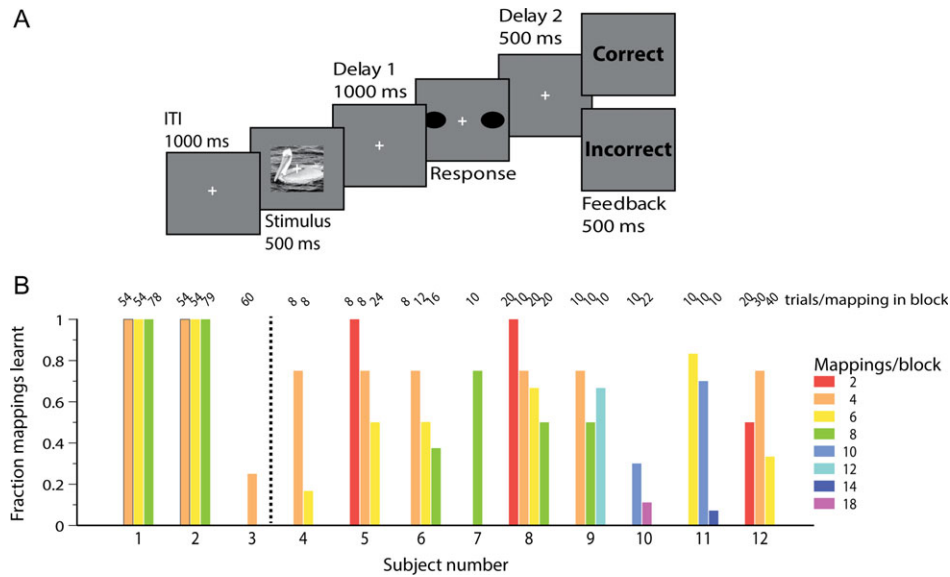 A
ITI
1000 ms
Stimulus
500 ms
Delay 1
1000 ms
Response
Delay 2
500 ms
Correct
Incorrect
Feedback
500 ms
B
54 54 78 54 54 79 60 8 8 8 8 24 8 12 16 10 20 20 20 20 10 10 10 10 22 10 10 10 20 30 40 trials/mapping in block
Fraction mappings learnt
1
0.8
0.6
0.4
0.2
0
1 2 3 4 5 6 7 8 9 10 11 12
Subject number
Mappings/block
2
4
6
8
10
12
14
18